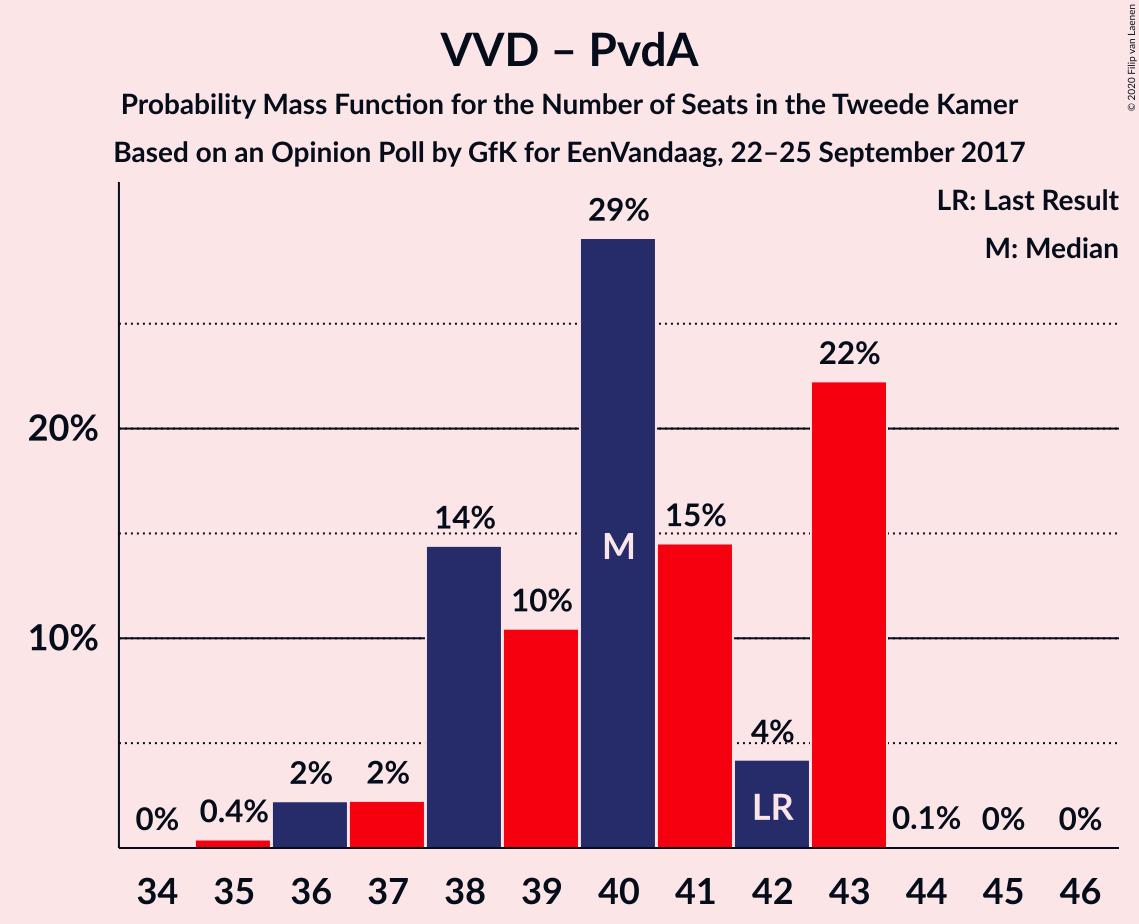 VVD – PvdA
Probability Mass Function for the Number of Seats in the Tweede Kamer
Based on an Opinion Poll by GfK for EenVandaag, 22–25 September 2017
© 2020 Filip van Laenen
LR: Last Result
M: Median
20%
10%
0%
0.4%
2%
2%
14%
10%
29%
15%
4%
22%
0.1%
0%
0%
M
LR
34 35 36 37 38 39 40 41 42 43 44 45 46